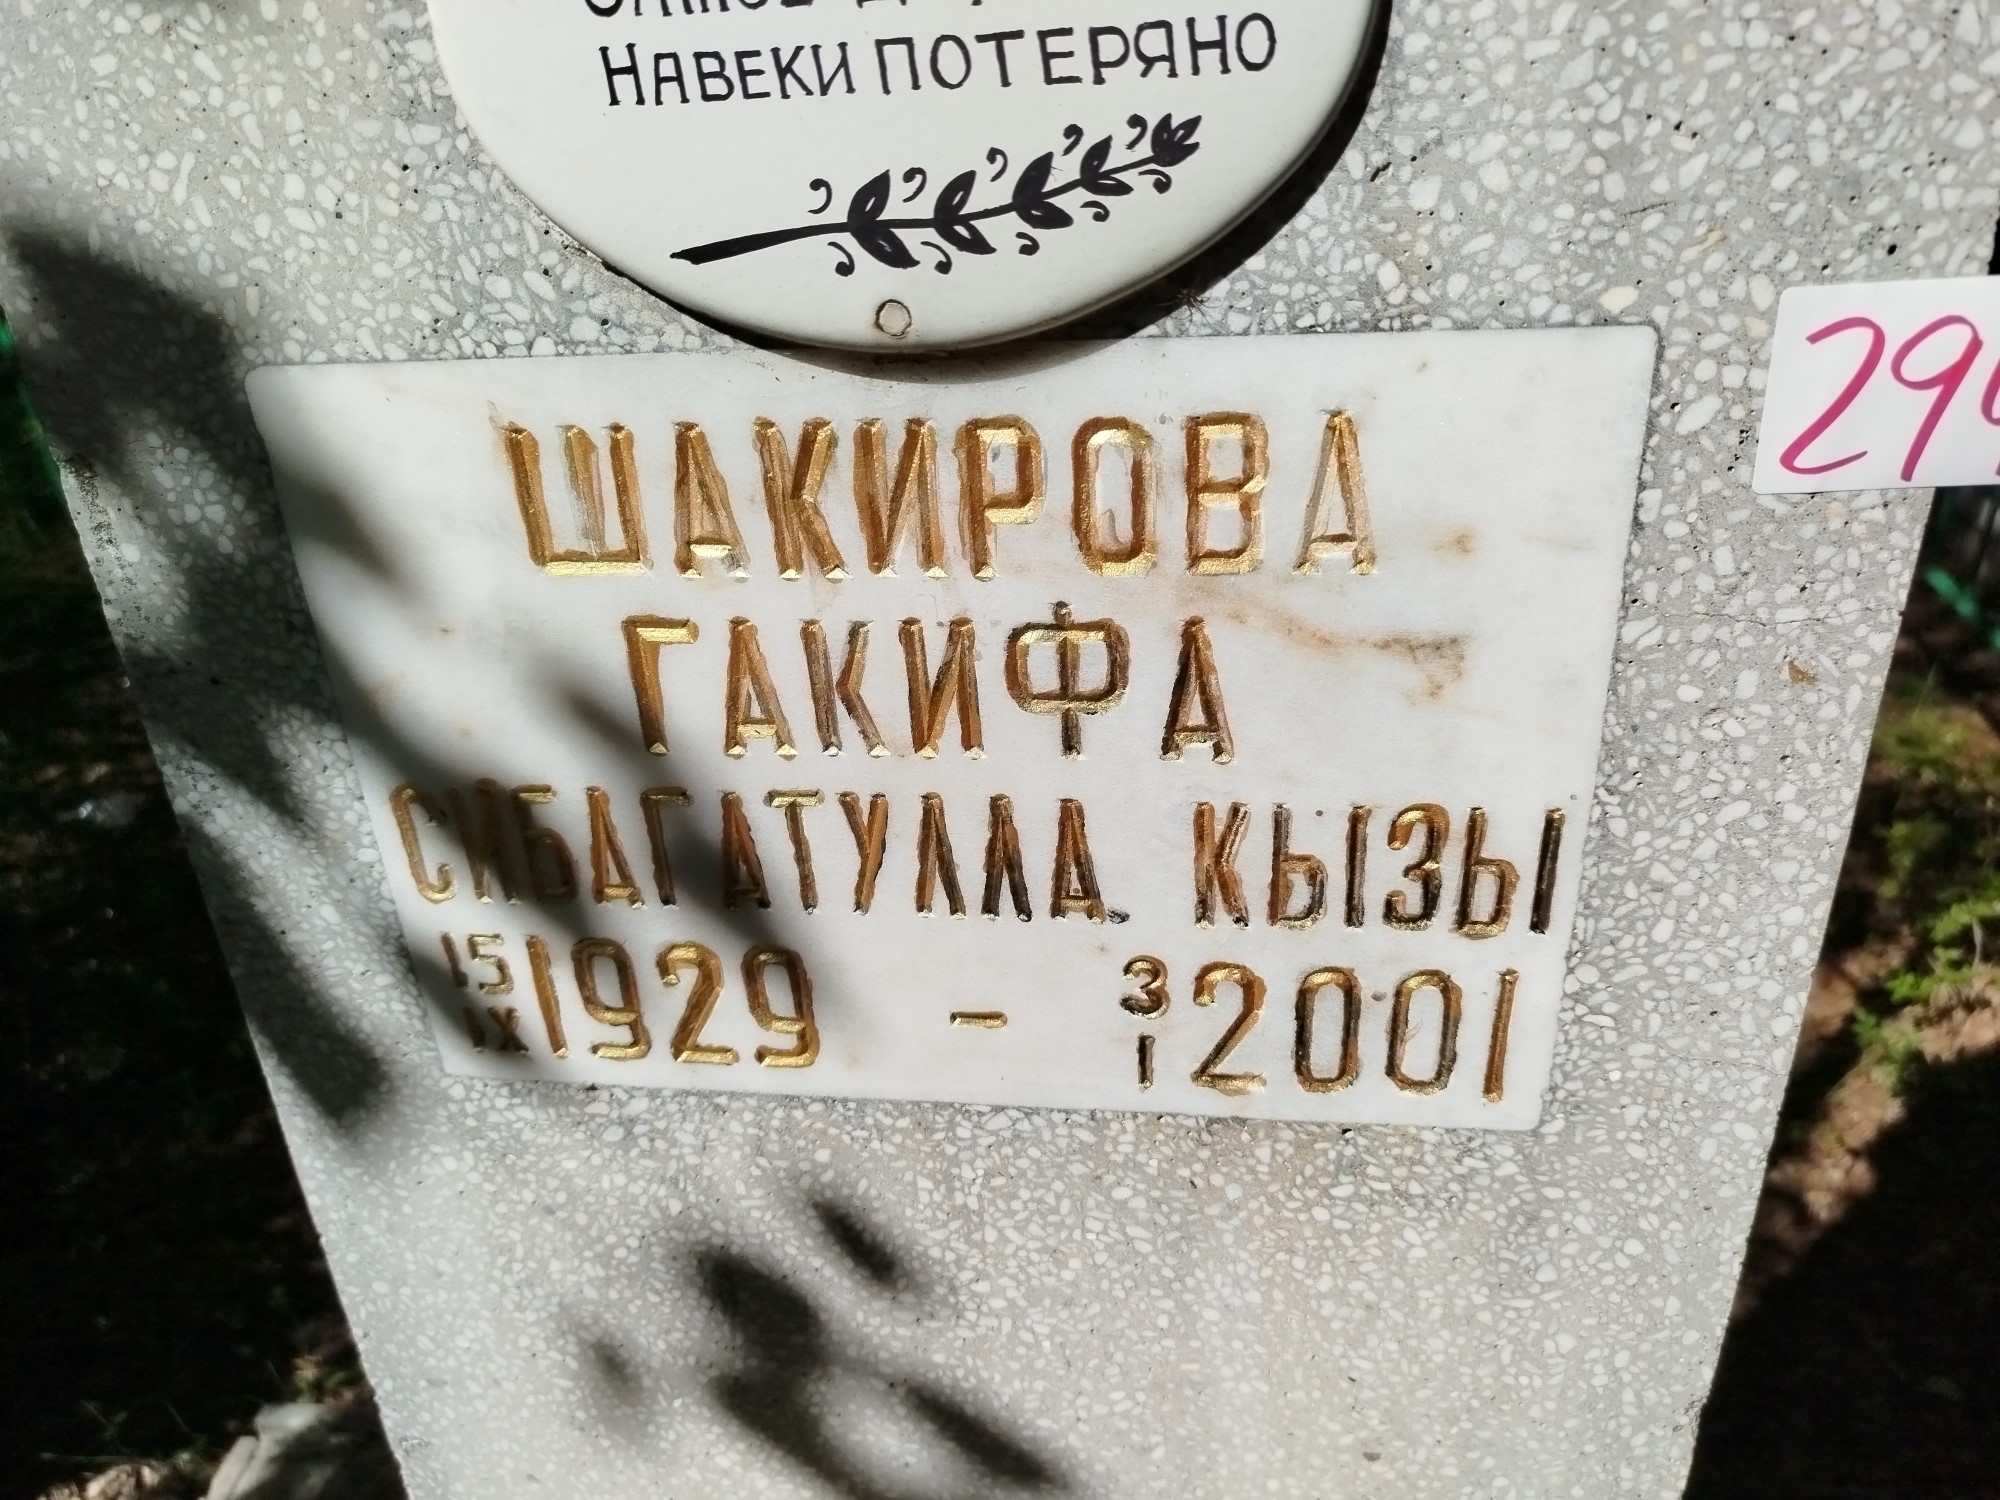 НАВЕКИ ПОТЕРЯНО
ШАКИРОВА
ГАКИФА
СИБАГАТУЛЛА КЫЗЫ
15/IX 1929 - 3/I 2001